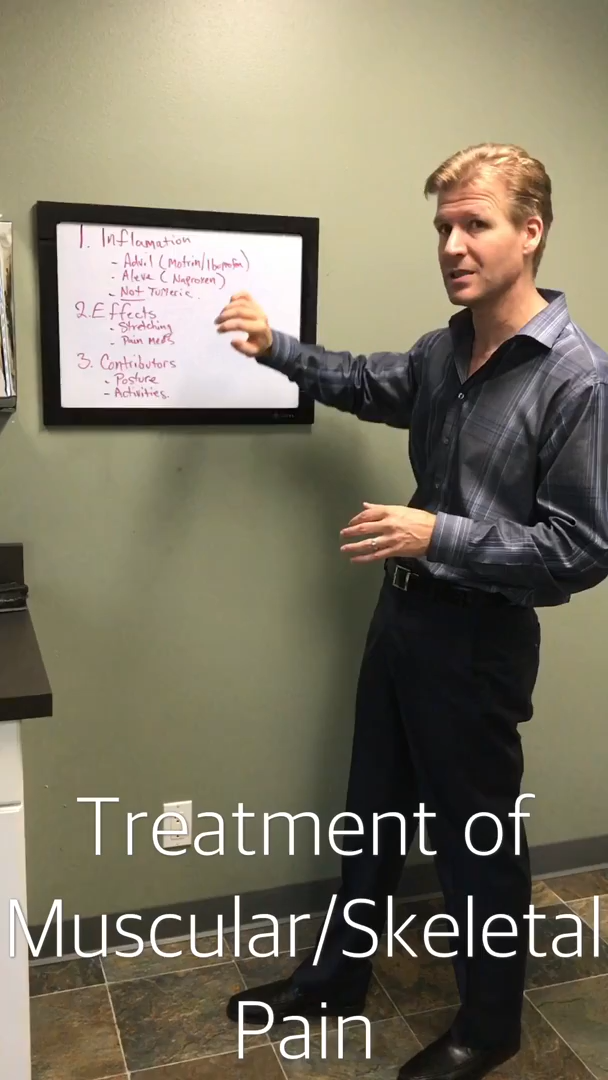 1. Inflamation
- Advil (Motrin/Ibuprofen)
- Aleve (Naproxen)
- Not Tumeric.
2. Effects
- Stretching
- Pain Meds
3. Contributors
- Posture
- Activities.
Treatment of
Muscular/Skeletal
Pain